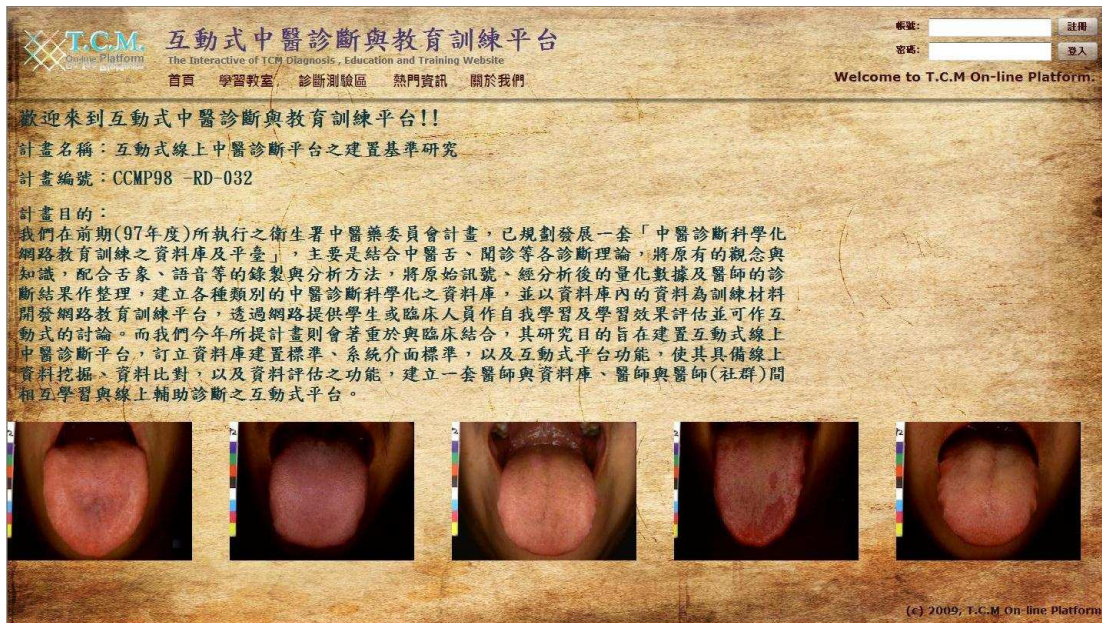 T.C.M.
On-line Platform
互動式中醫診斷與教育訓練平台
The Interactive of TCM Diagnosis , Education and Training Website
首頁 學習教室 診斷測驗區 熱門資訊 關於我們
帳號: 註冊
密碼: 登入
Welcome to T.C.M On-line Platform.
歡迎來到互動式中醫診斷與教育訓練平台!!
計畫名稱：互動式線上中醫診斷平台之建置基準研究
計畫編號：CCMP98 -RD-032
計畫目的：
我們在前期(97年度)所執行之衛生署中醫藥委員會計畫，已規劃發展一套「中醫診斷科學化
網路教育訓練之資料庫及平臺」，主要是結合中醫舌、聞診等各診斷理論，將原有的觀念與
知識，配合舌象、語音等的錄製與分析方法，將原始訊號、經分析後的量化數據及醫師的診
斷結果作整理，建立各種類別的中醫診斷科學化之資料庫，並以資料庫內的資料為訓練材料
開發網路教育訓練平台，透過網路提供學生或臨床人員作自我學習及學習效果評估並可作互
動式的討論。而我們今年所提計畫則會著重於與臨床結合，其研究目的旨在建置互動式線上
中醫診斷平台，訂立資料庫建置標準、系統介面標準，以及互動式平台功能，使其具備線上
資料挖掘、資料比對，以及資料評估之功能，建立一套醫師與資料庫、醫師與醫師(社群)間
相互學習與線上輔助診斷之互動式平台。
(c) 2009, T.C.M On-line Platform